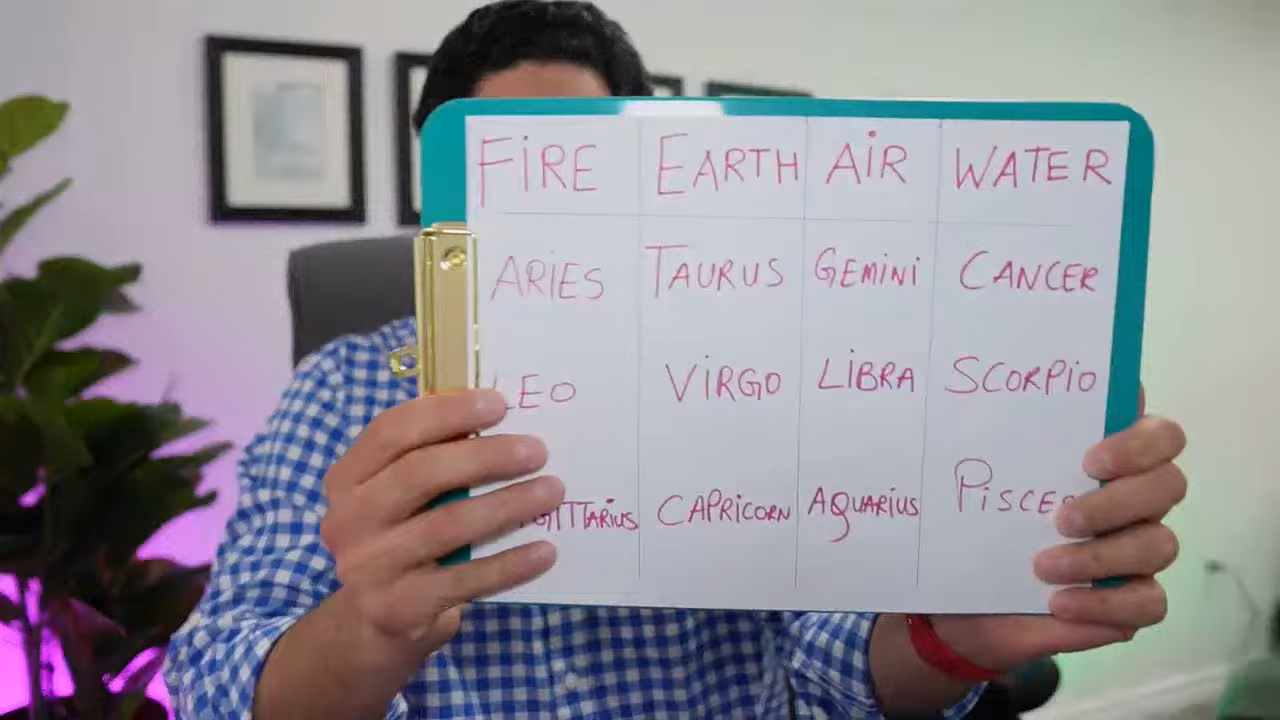 FiRE EARTH AiR WATER
ARiES TAURUS GEMiNi CANCER
LEO ViRGO LiBRA SCORPiO
CAPRiCORN AQUARiUS